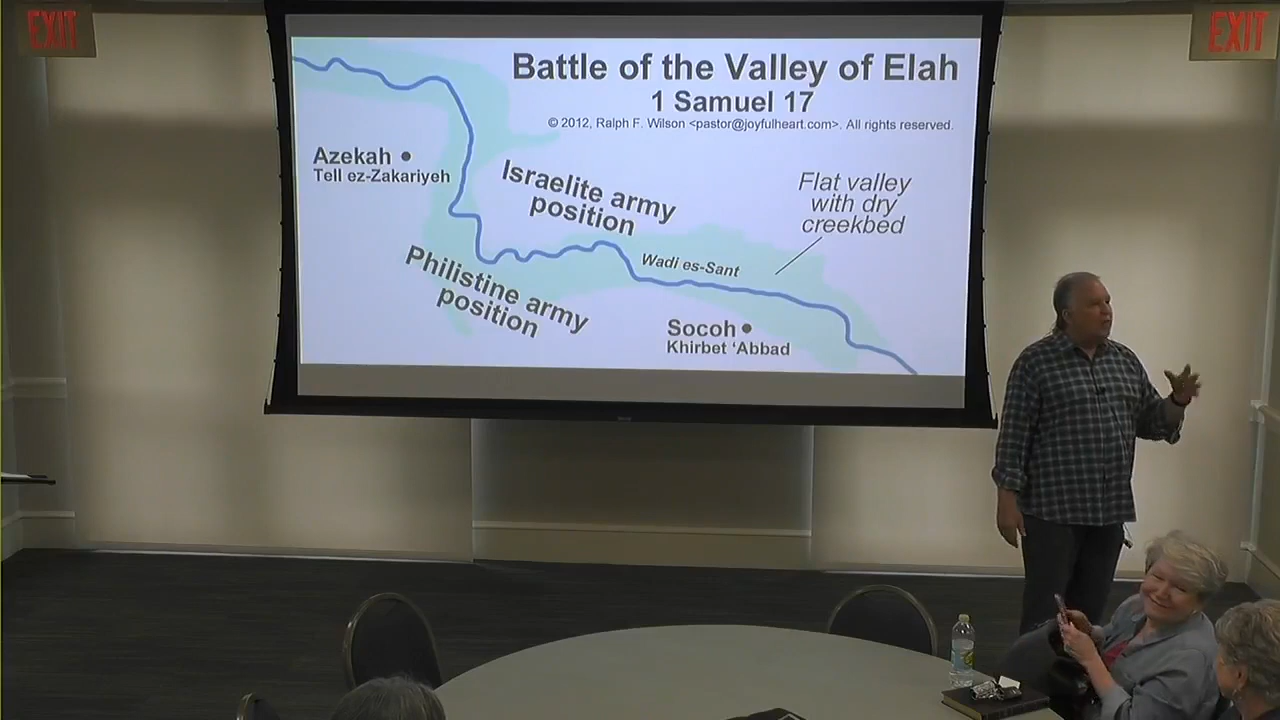 EXIT
EXIT
Battle of the Valley of Elah
1 Samuel 17
© 2012, Ralph F. Wilson <pastor@joyfulheart.com>. All rights reserved.
Azekah
Tell ez-Zakariyeh
Israelite army
position
Flat valley
with dry
creekbed
Philistine army
position
Wadi es-Sant
Socoh
Khirbet ‘Abbad